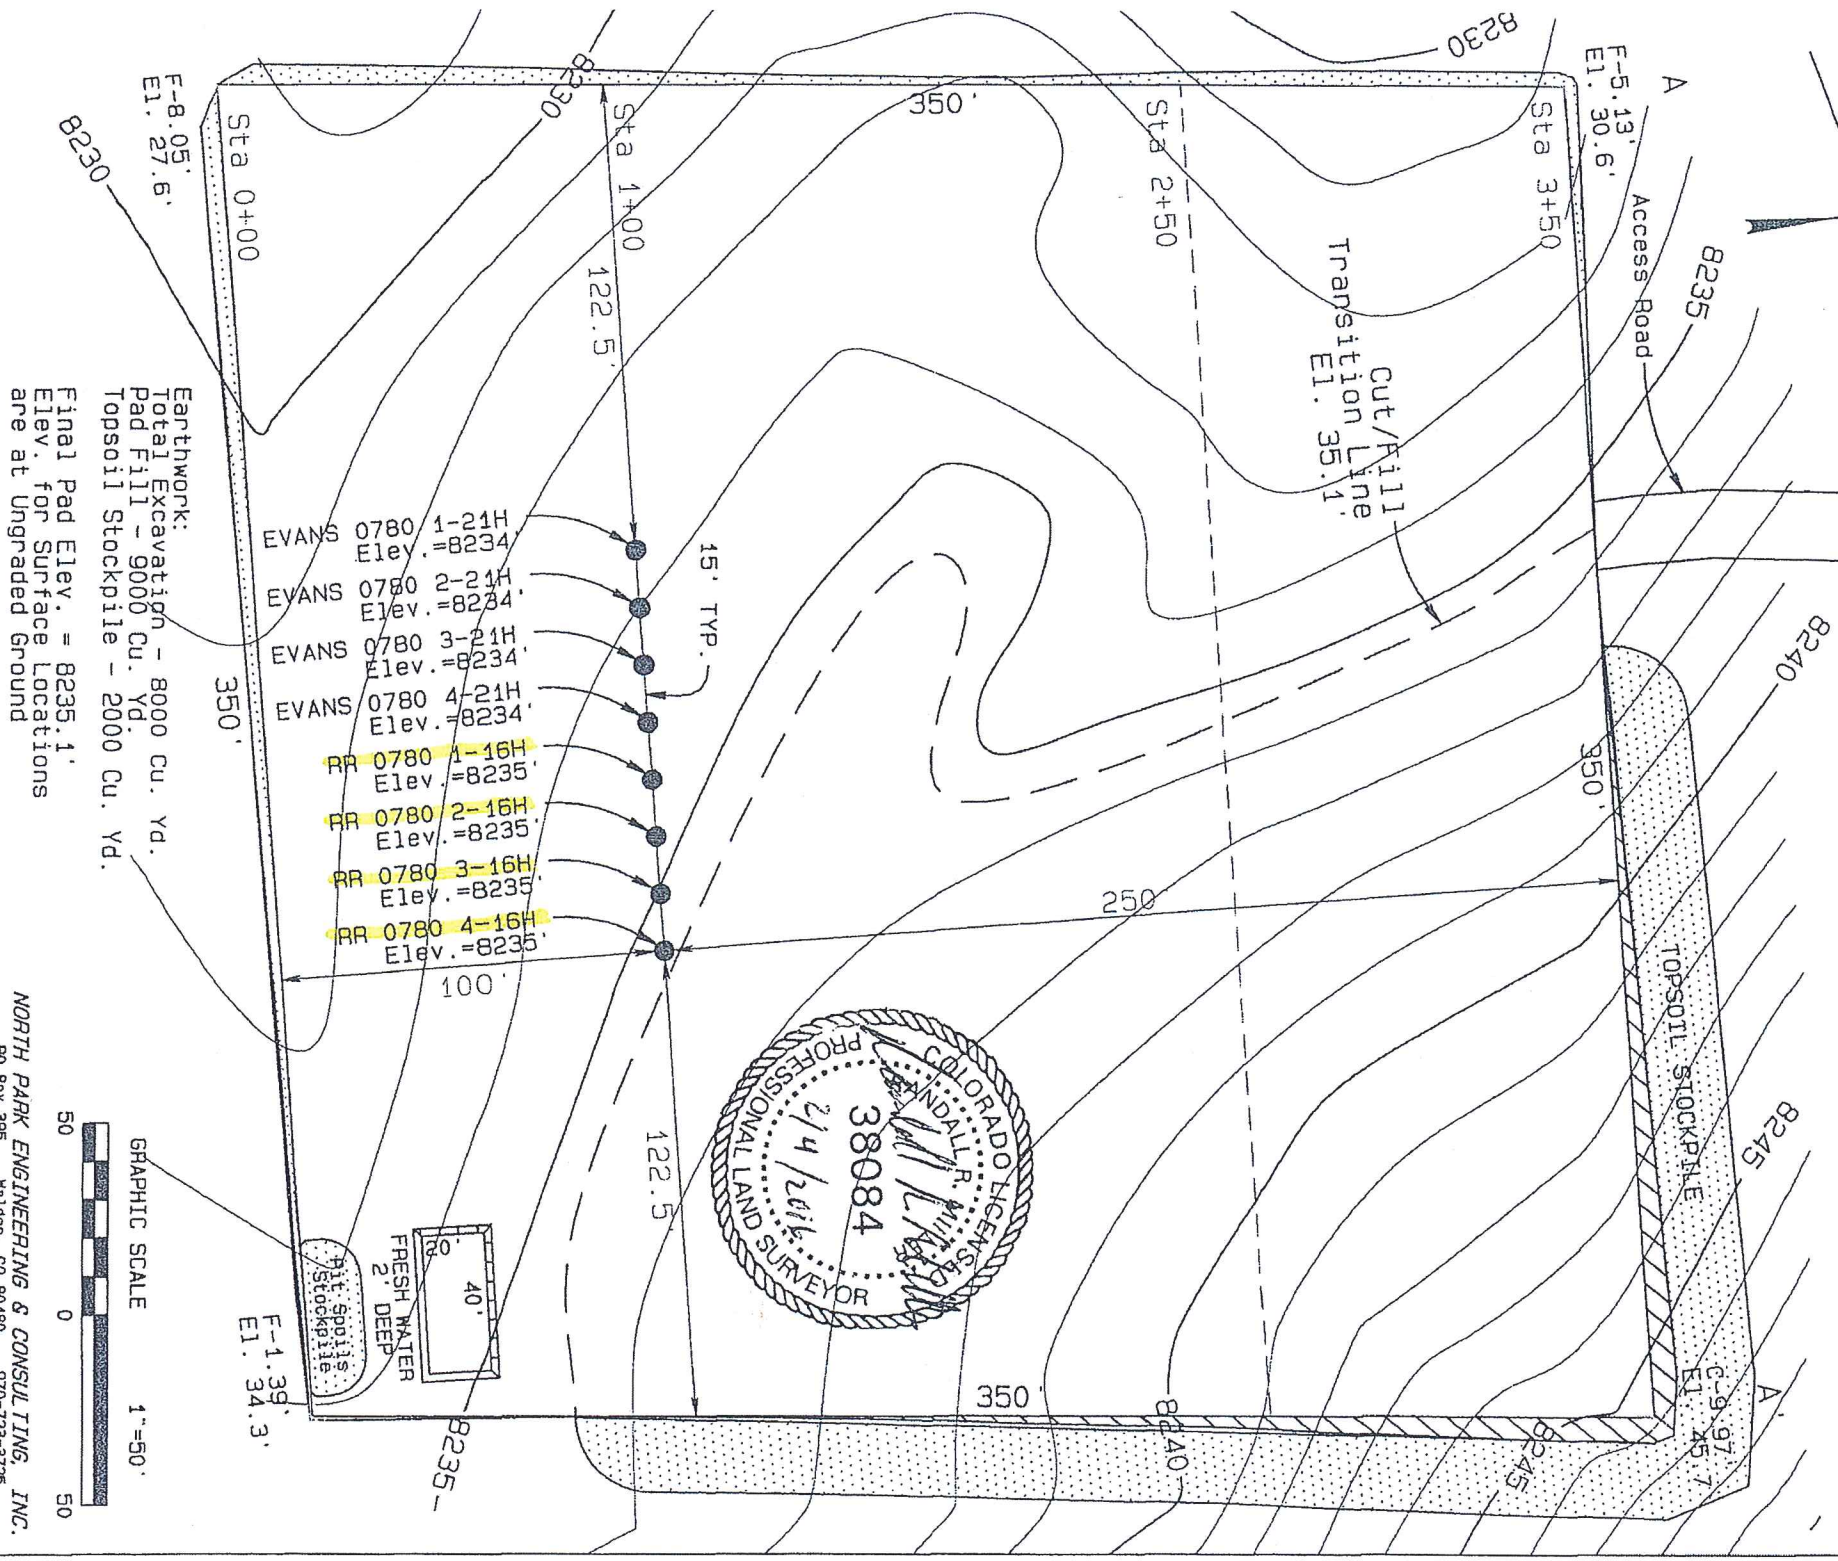 8230
F-5.13'
El. 30.6'
A
Access Road
8235
8240
8245
TOPSOIL STOCKPILE
C-9.97'
El. 45.7
A'
8245
8240
8235
350'
Sta 3+50
Sta 2+50
Sta 1+00
Sta 0+00
8230
F-8.05'
El. 27.6'
8230
Cut/Fill
Transition Line
El. 35.1'
122.5'
15' TYP.
EVANS 0780 1-21H
Elev.=8234'
EVANS 0780 2-21H
Elev.=8234'
EVANS 0780 3-21H
Elev.=8234'
EVANS 0780 4-21H
Elev.=8234'
RR 0780 1-16H
Elev.=8235'
RR 0780 2-16H
Elev.=8235'
RR 0780 3-16H
Elev.=8235'
RR 0780 4-16H
Elev.=8235'
350'
250'
100'
122.5'
350'
350'
COLORADO LICENSED
RANDALL R.
38084
2/4/2016
PROFESSIONAL LAND SURVEYOR
20'
40'
FRESH WATER
2' DEEP
Pit Spoils
Stockpile
F-1.39'
El. 34.3'
Earthwork:
Total Excavation - 8000 Cu. Yd.
Pad Fill - 9000 Cu. Yd.
Topsoil Stockpile - 2000 Cu. Yd.
Final Pad Elev. = 8235.1'
Elev. for Surface Locations
are at Ungraded Ground
GRAPHIC SCALE 1"=50'
50 0 50
NORTH PARK ENGINEERING & CONSULTING, INC.